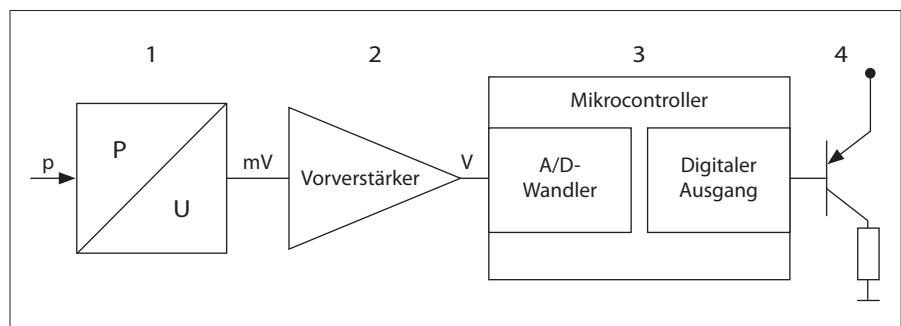 1
2
3
4
p
P
U
mV
Vorverstärker
V
Mikrocontroller
A/D-
Wandler
Digitaler
Ausgang